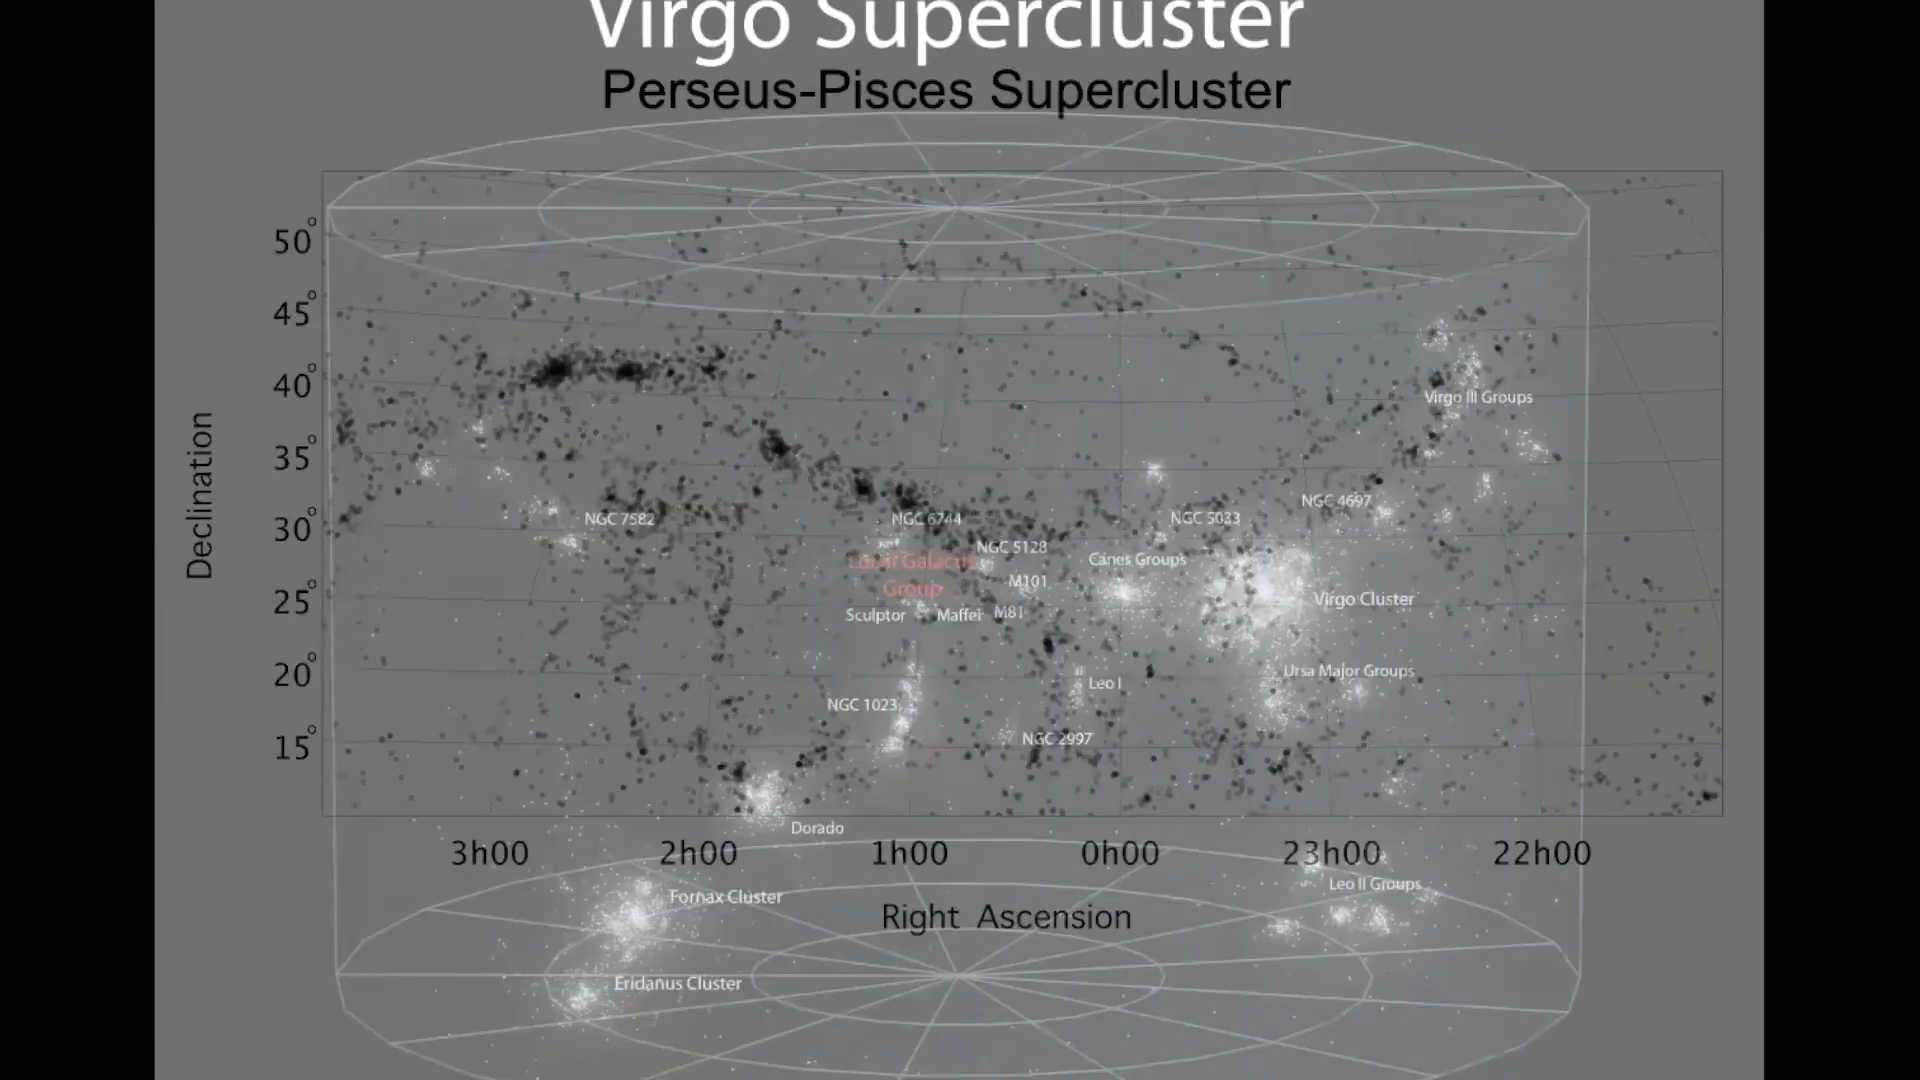 Virgo Supercluster
Perseus-Pisces Supercluster
50°
45°
40°
35°
30°
25°
20°
15°
Declination
Virgo III Groups
NGC 4697
NGC 7582
NGC 6744
NGC 5033
NGC 5128
Canes Groups
Local Galactic
Group
M101
Virgo Cluster
Sculptor
Maffei
M81
Ursa Major Groups
Leo I
NGC 1023
NGC 2997
Dorado
3h00 2h00 1h00 0h00 23h00 22h00
Leo II Groups
Fornax Cluster
Right Ascension
Eridanus Cluster